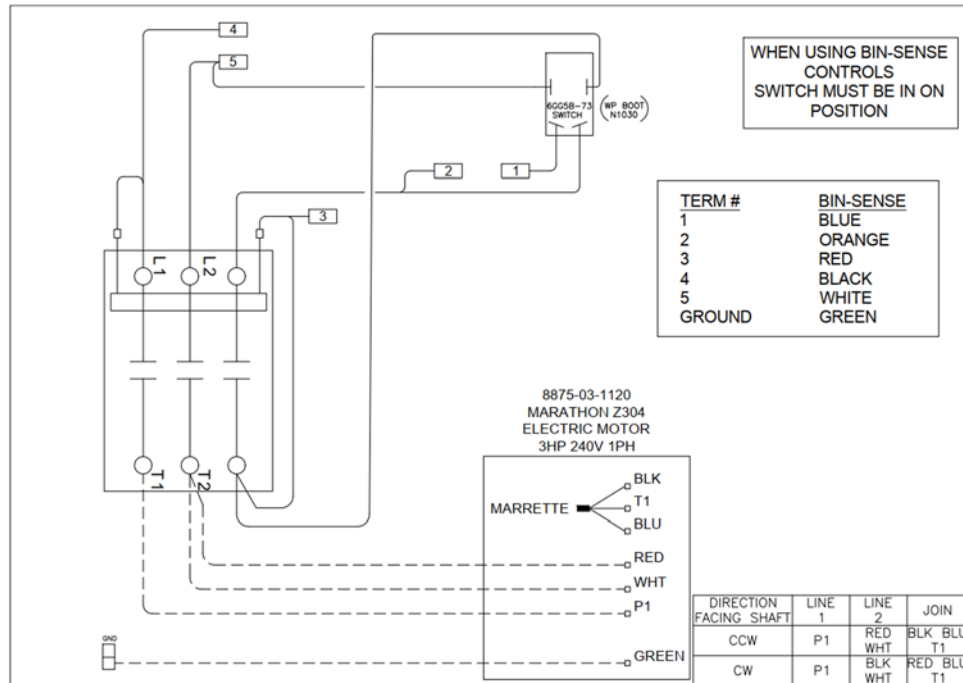 4
5
6GG5B-73
SWITCH
(WP BOOT
N1030)
WHEN USING BIN-SENSE
CONTROLS
SWITCH MUST BE IN ON
POSITION
2
1
3
TERM # BIN-SENSE
1 BLUE
2 ORANGE
3 RED
4 BLACK
5 WHITE
GROUND GREEN
L1
L2
T1
T2
8875-03-1120
MARATHON Z304
ELECTRIC MOTOR
3HP 240V 1PH
MARRETTE
BLK
T1
BLU
RED
WHT
P1
GREEN
GND
DIRECTION FACING SHAFT LINE 1 LINE 2 JOIN
CCW P1 RED WHT BLK BLU T1
CW P1 BLK WHT RED BLU T1